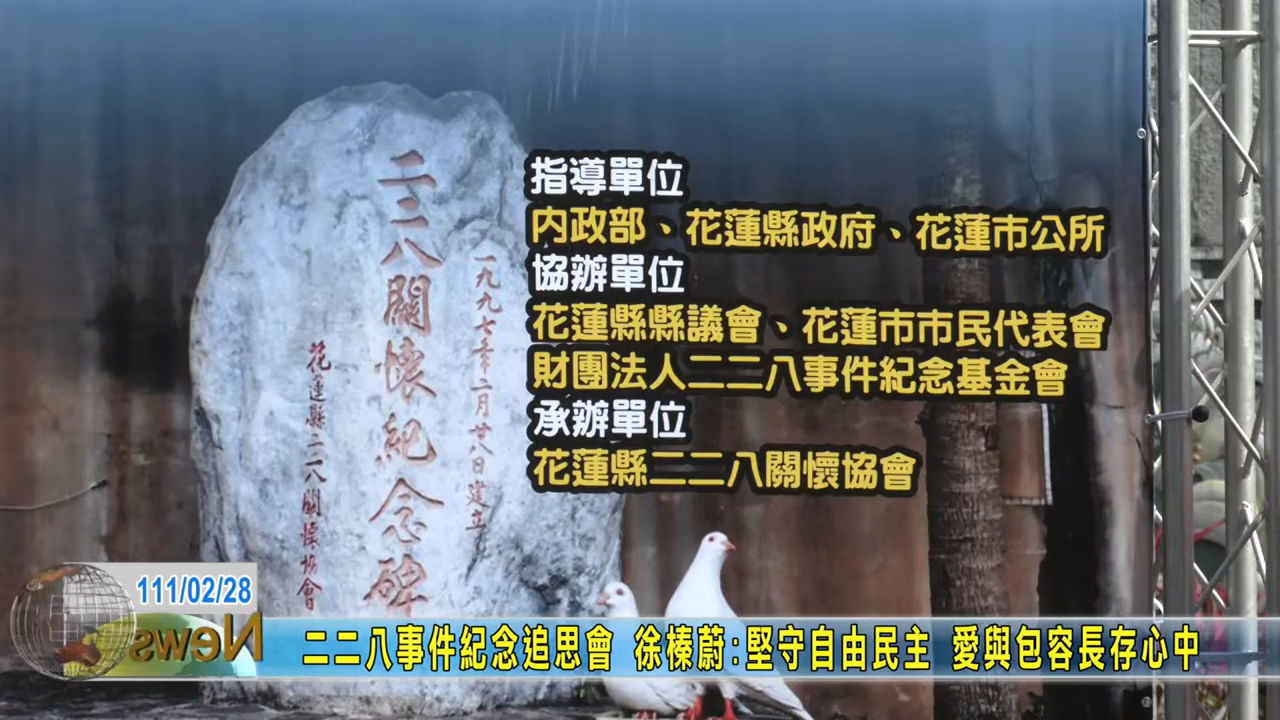 二二八關懷紀念碑
一九九七年二月廿八日建立
花蓮縣二二八關懷協會
指導單位
內政部、花蓮縣政府、花蓮市公所
協辦單位
花蓮縣縣議會、花蓮市市民代表會
財團法人二二八事件紀念基金會
承辦單位
花蓮縣二二八關懷協會
111/02/28
News
二二八事件紀念追思會 徐榛蔚:堅守自由民主 愛與包容長存心中